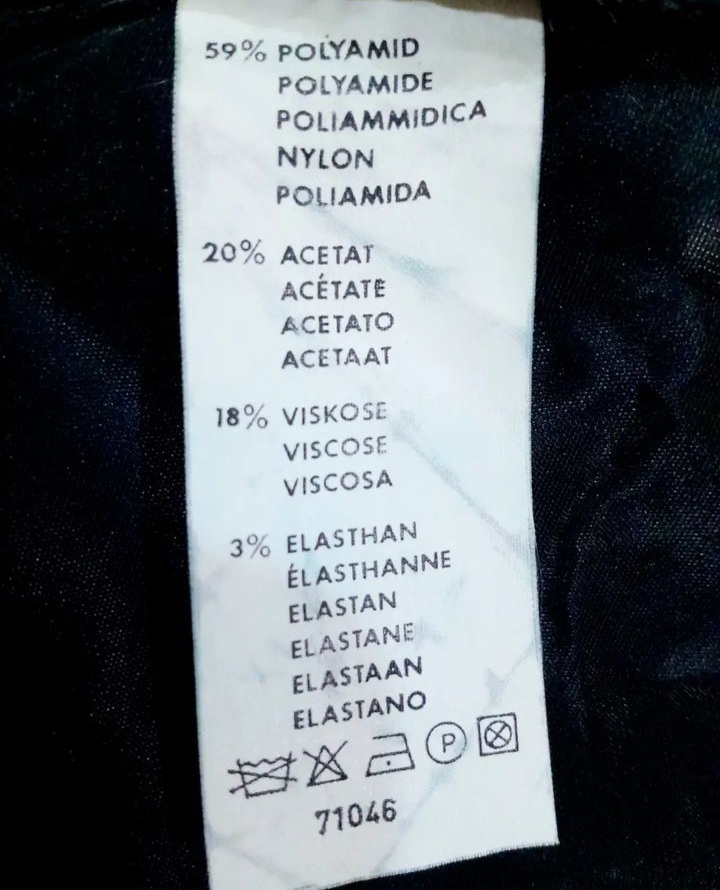 59% POLYAMID
POLYAMIDE
POLIAMMIDICA
NYLON
POLIAMIDA
20% ACETAT
ACÉTATE
ACETATO
ACETAAT
18% VISKOSE
VISCOSE
VISCOSA
3% ELASTHAN
ÉLASTHANNE
ELASTAN
ELASTANE
ELASTAAN
ELASTANO
P
71046